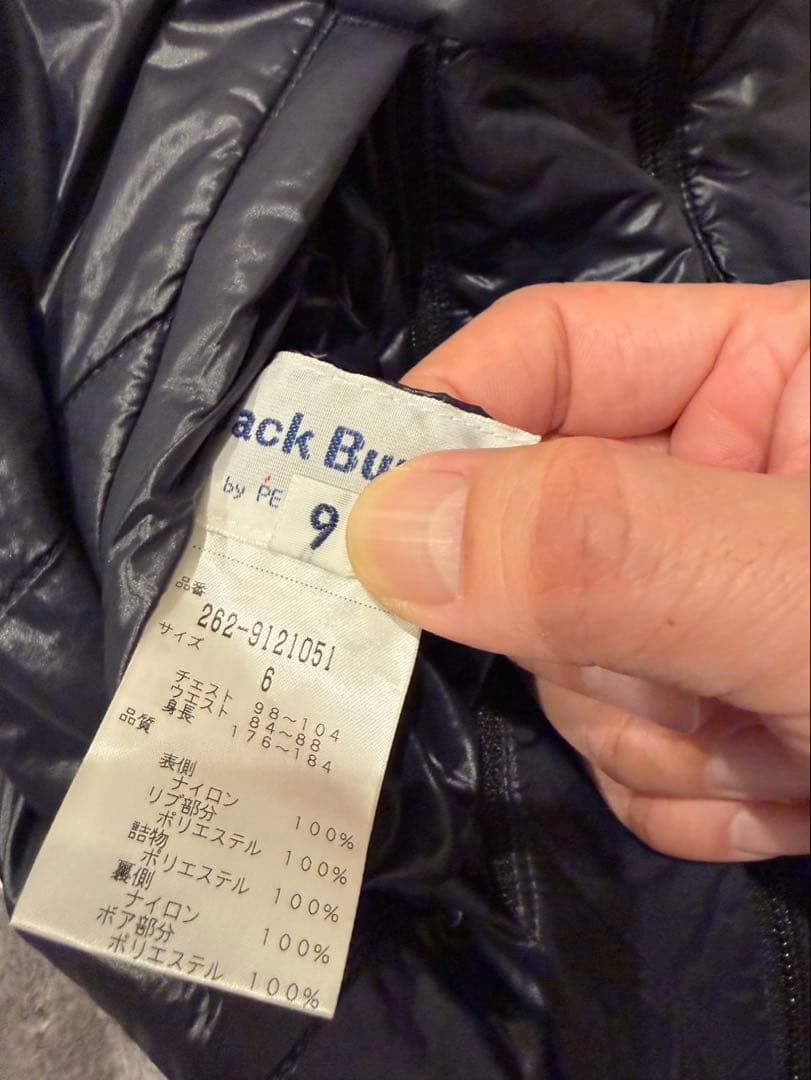 ack Bu
by PE
9
品番
262-9121051
サイズ
6
チェスト 98〜104
ウエスト 84〜88
身長 176〜184
品質
表側
ナイロン 100%
リブ部分
ポリエステル 100%
詰物
ポリエステル 100%
裏側
ナイロン 100%
ボア部分
ポリエステル 100%